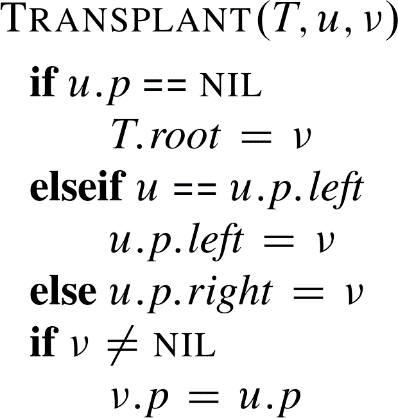 TRANSPLANT(T, u, ν)
if u.p == NIL
T.root = ν
elseif u == u.p.left
u.p.left = ν
else u.p.right = ν
if ν ≠ NIL
ν.p = u.p